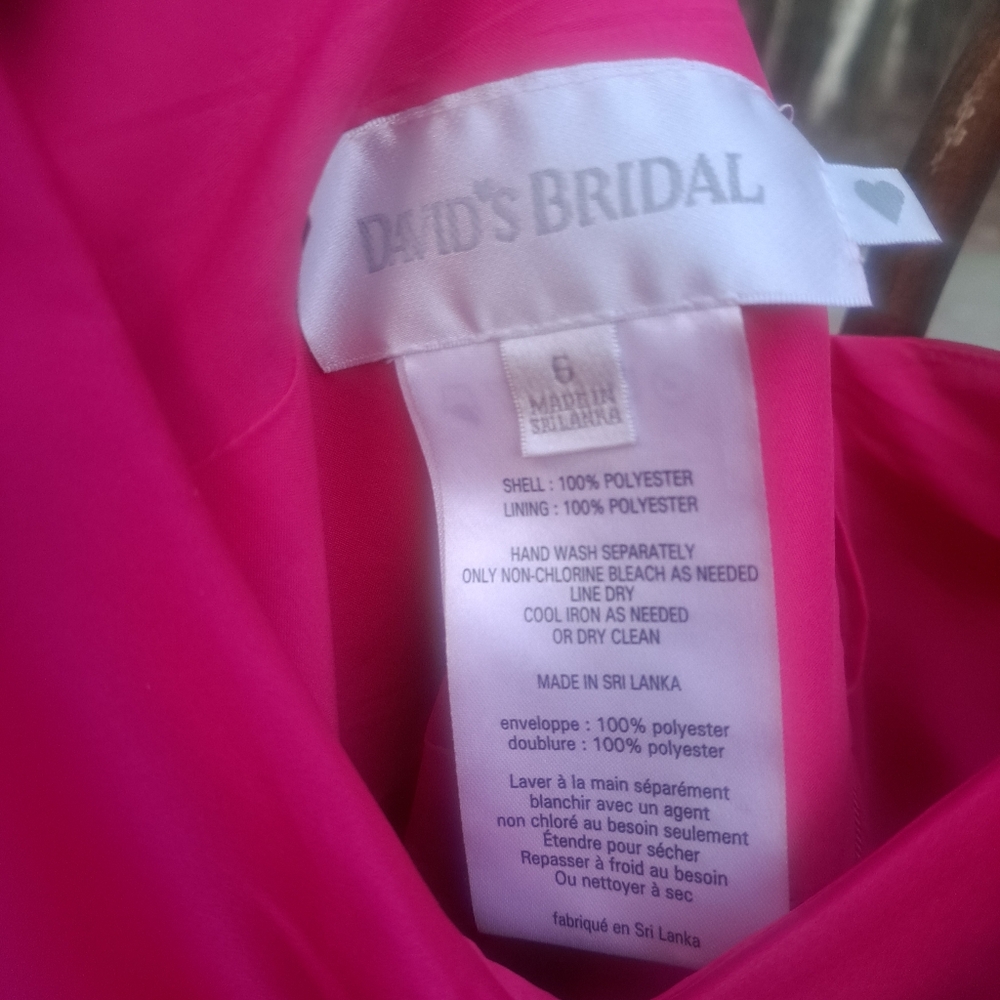 DAVID'S BRIDAL
6
MADE IN
SRI LANKA
SHELL : 100% POLYESTER
LINING : 100% POLYESTER
HAND WASH SEPARATELY
ONLY NON-CHLORINE BLEACH AS NEEDED
LINE DRY
COOL IRON AS NEEDED
OR DRY CLEAN
MADE IN SRI LANKA
enveloppe : 100% polyester
doublure : 100% polyester
Laver à la main séparément
blanchir avec un agent
non chloré au besoin seulement
Étendre pour sécher
Repasser à froid au besoin
Ou nettoyer à sec
fabriqué en Sri Lanka